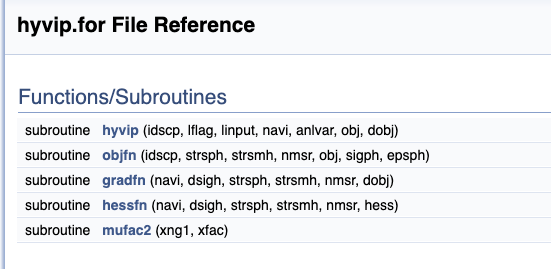 hyvip.for File Reference
Functions/Subroutines
subroutine hyvip (idscp, lflag, linput, navi, anlvar, obj, dobj)
subroutine objfn (idscp, strsph, strsmh, nmsr, obj, sigph, epsph)
subroutine gradfn (navi, dsigh, strsph, strsmh, nmsr, dobj)
subroutine hessfn (navi, dsigh, strsph, strsmh, nmsr, hess)
subroutine mufac2 (xng1, xfac)